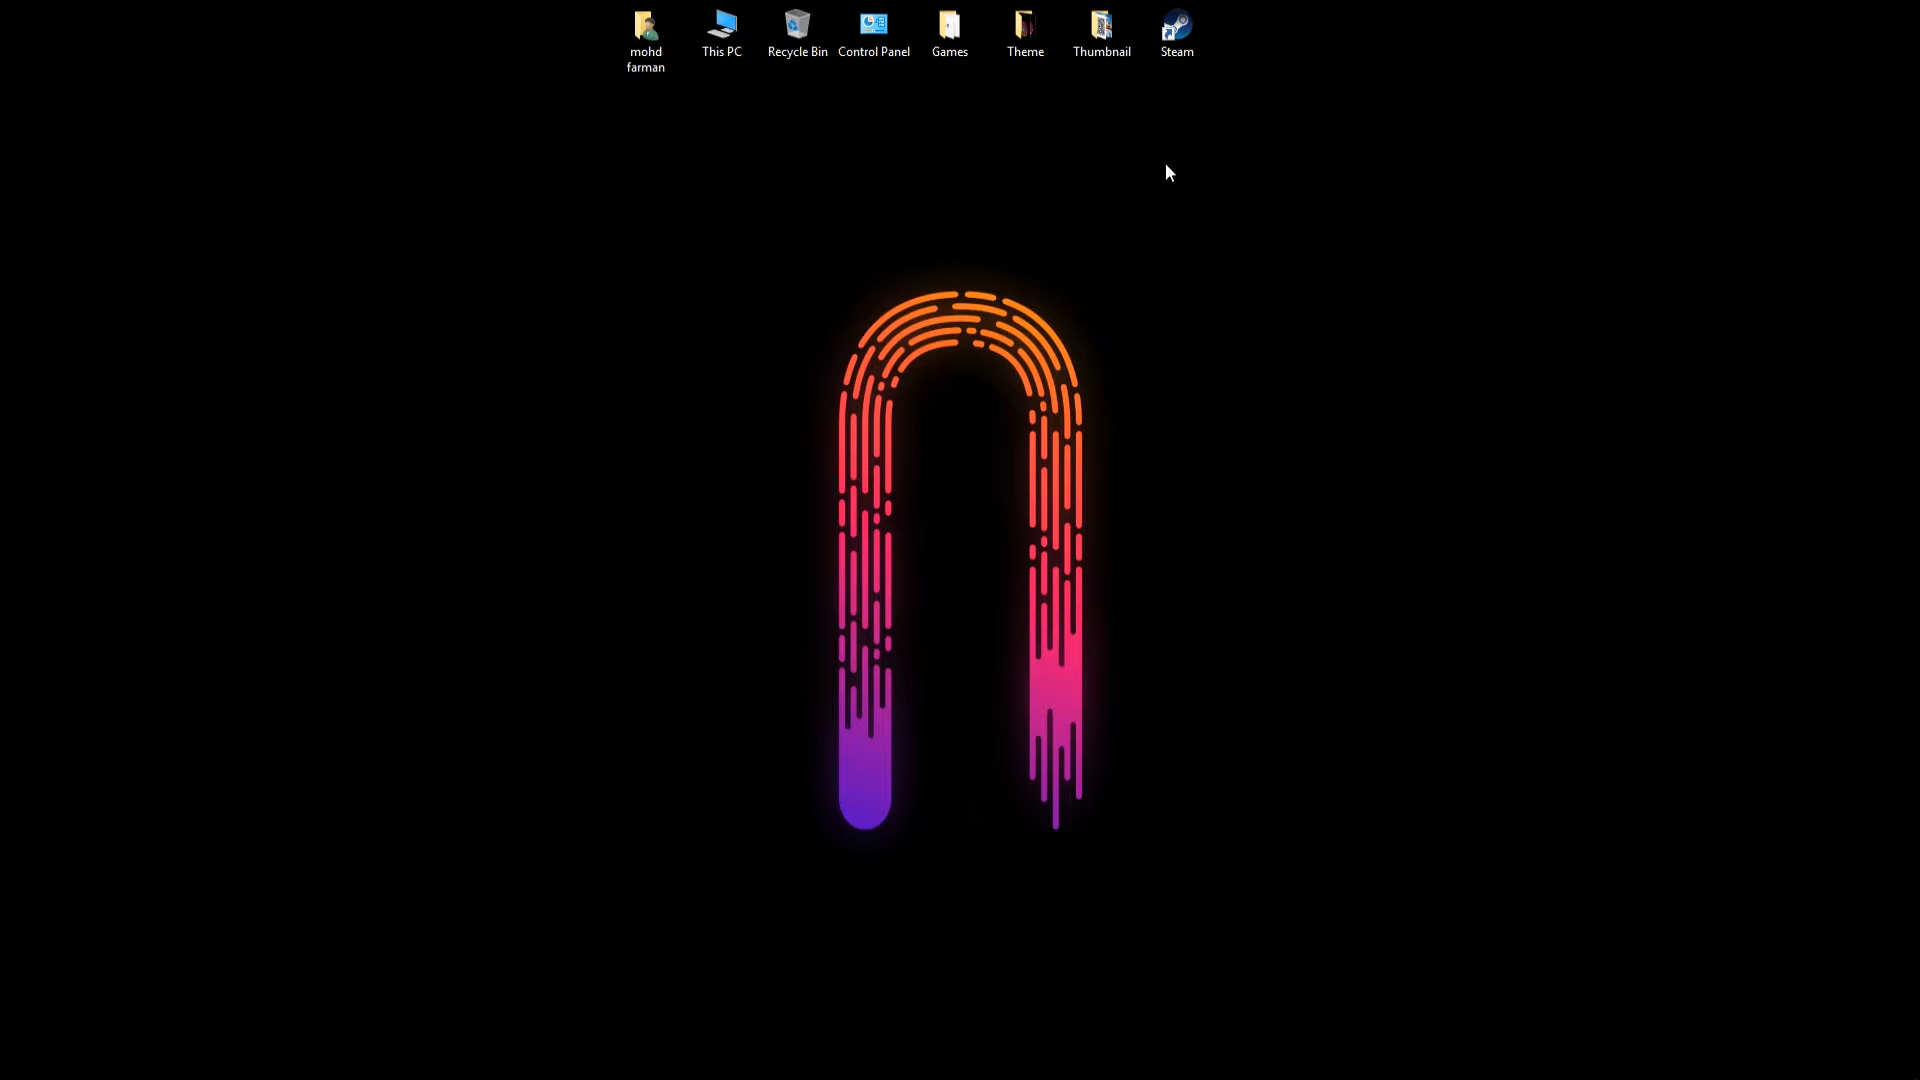 mohd
farman
This PC
Recycle Bin
Control Panel
Games
Theme
Thumbnail
Steam